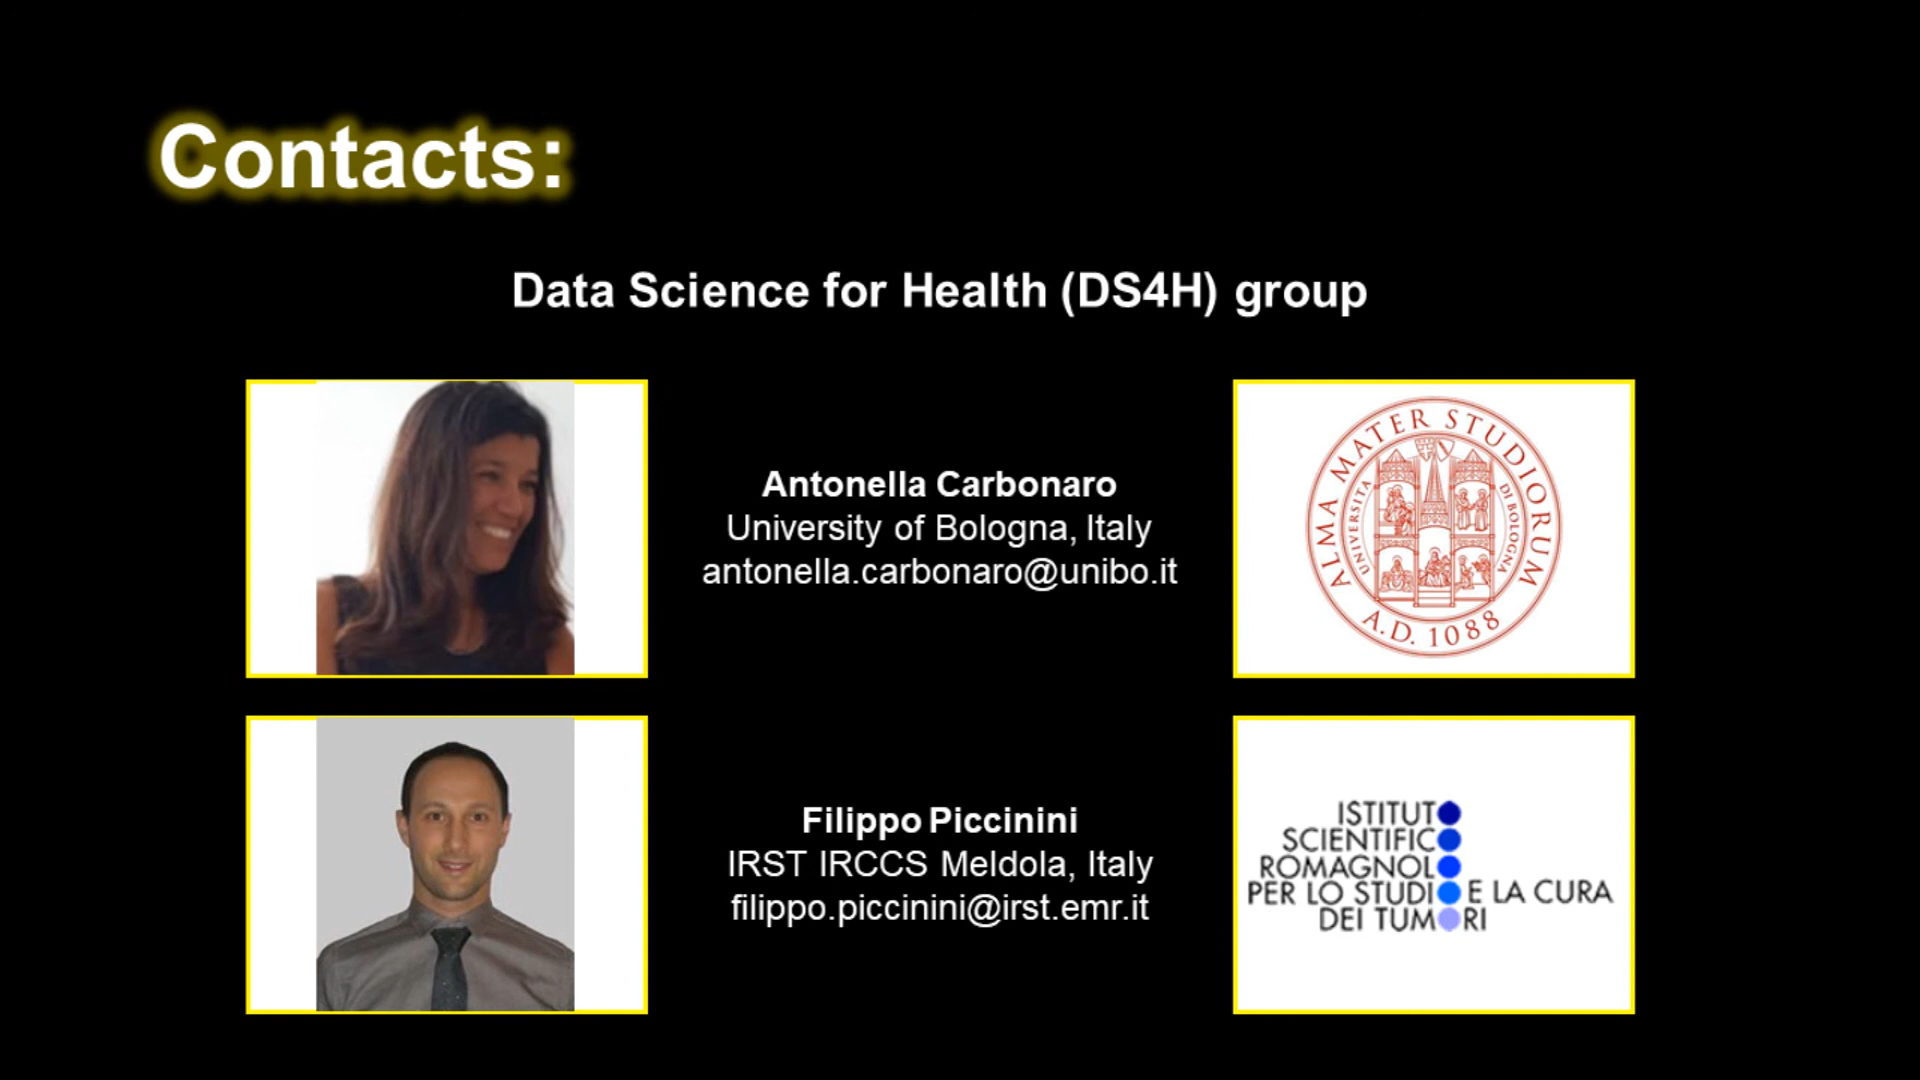 Contacts:
Data Science for Health (DS4H) group
Antonella Carbonaro
University of Bologna, Italy
antonella.carbonaro@unibo.it
ALMA MATER STUDIORUM
UNIVERSITA DI BOLOGNA
A.D. 1088
Filippo Piccinini
IRST IRCCS Meldola, Italy
filippo.piccinini@irst.emr.it
ISTITUTO
SCIENTIFICO
ROMAGNOLO
PER LO STUDIO E LA CURA
DEI TUMORI